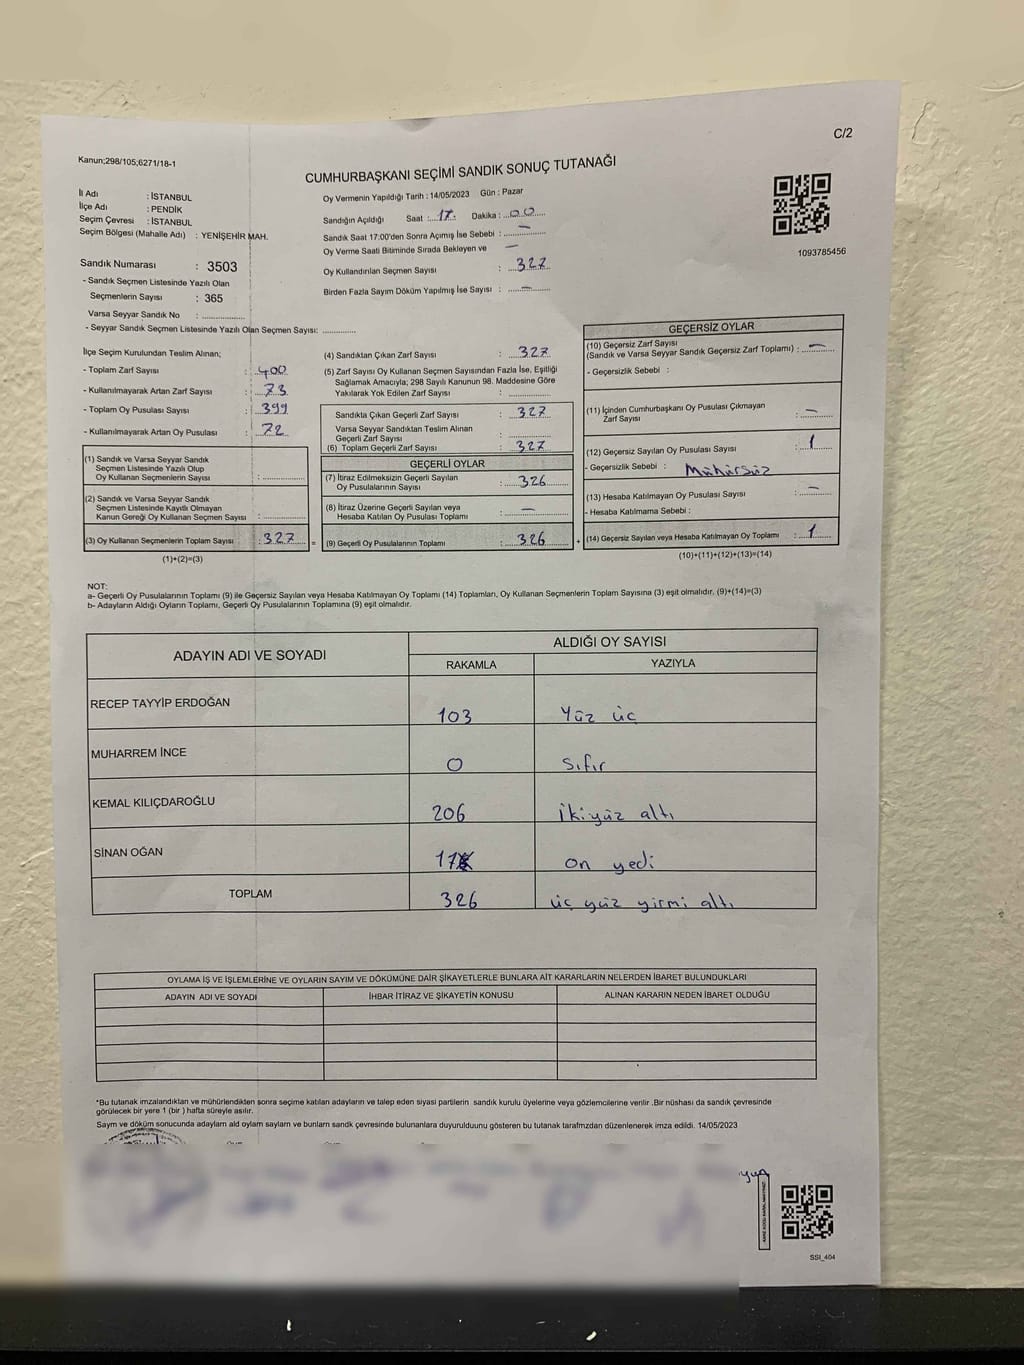 C/2
Kanun;298/105;6271/18-1
CUMHURBAŞKANI SEÇİMİ SANDIK SONUÇ TUTANAĞI
İl Adı : İSTANBUL
İlçe Adı : PENDİK
Seçim Çevresi : İSTANBUL
Seçim Bölgesi (Mahalle Adı) : YENİŞEHİR MAH.
Sandık Numarası : 3503
- Sandık Seçmen Listesinde Yazılı Olan
Seçmenlerin Sayısı : 365
Varsa Seyyar Sandık No :
- Seyyar Sandık Seçmen Listesinde Yazılı Olan Seçmen Sayısı:
Oy Vermenin Yapıldığı Tarih : 14/05/2023 Gün : Pazar
Sandığın Açıldığı Saat : 17. Dakika : 00
Sandık Saat 17:00'den Sonra Açımış İse Sebebi : —
Oy Verme Saati Bitiminde Sırada Bekleyen ve —
Oy Kullandırılan Seçmen Sayısı : 327
Birden Fazla Sayım Döküm Yapılmış İse Sayısı : —
1093785456
İlçe Seçim Kurulundan Teslim Alınan;
- Toplam Zarf Sayısı : 400
- Kullanılmayarak Artan Zarf Sayısı : 73
- Toplam Oy Pusulası Sayısı : 399
- Kullanılmayarak Artan Oy Pusulası : 72
(1) Sandık ve Varsa Seyyar Sandık
Seçmen Listesinde Yazılı Olup
Oy Kullanan Seçmenlerin Sayısı :
(2) Sandık ve Varsa Seyyar Sandık
Seçmen Listesinde Kayıtlı Olmayan
Kanun Gereği Oy Kullanan Seçmen Sayısı :
(3) Oy Kullanan Seçmenlerin Toplam Sayısı : 327 =
(1)+(2)=(3)
(4) Sandıktan Çıkan Zarf Sayısı : 327
(5) Zarf Sayısı Oy Kullanan Seçmen Sayısından Fazla İse, Eşitliği
Sağlamak Amacıyla; 298 Sayılı Kanunun 98. Maddesine Göre
Yakılarak Yok Edilen Zarf Sayısı :
Sandıkta Çıkan Geçerli Zarf Sayısı : 327
Varsa Seyyar Sandıktan Teslim Alınan
Geçerli Zarf Sayısı :
(6) Toplam Geçerli Zarf Sayısı : 327
GEÇERLİ OYLAR
(7) İtiraz Edilmeksizin Geçerli Sayılan
Oy Pusulalarının Sayısı : 326
(8) İtiraz Üzerine Geçerli Sayılan veya
Hesaba Katılan Oy Pusulası Toplamı : —
(9) Geçerli Oy Pusulalarının Toplamı : 326 +
GEÇERSİZ OYLAR
(10) Geçersiz Zarf Sayısı
(Sandık ve Varsa Seyyar Sandık Geçersiz Zarf Toplamı) : —
- Geçersizlik Sebebi :
(11) İçinden Cumhurbaşkanı Oy Pusulası Çıkmayan
Zarf Sayısı : —
(12) Geçersiz Sayılan Oy Pusulası Sayısı : 1
- Geçersizlik Sebebi : Mühürsüz
(13) Hesaba Katılmayan Oy Pusulası Sayısı : —
- Hesaba Katılmama Sebebi :
(14) Geçersiz Sayılan veya Hesaba Katılmayan Oy Toplamı : 1
(10)+(11)+(12)+(13)=(14)
NOT:
a- Geçerli Oy Pusulalarının Toplamı (9) ile Geçersiz Sayılan veya Hesaba Katılmayan Oy Toplamı (14) Toplamları, Oy Kullanan Seçmenlerin Toplam Sayısına (3) eşit olmalıdır. (9)+(14)=(3)
b- Adayların Aldığı Oyların Toplamı, Geçerli Oy Pusulalarının Toplamına (9) eşit olmalıdır.
ADAYIN ADI VE SOYADI ALDIĞI OY SAYISI
RAKAMLA YAZIYLA
RECEP TAYYİP ERDOĞAN 103 Yüz üç
MUHARREM İNCE 0 Sıfır
KEMAL KILIÇDAROĞLU 206 İkiyüz altı
SİNAN OĞAN 17 on yedi
TOPLAM 326 üç yüz yirmi altı
OYLAMA İŞ VE İŞLEMLERİNE VE OYLARIN SAYIM VE DÖKÜMÜNE DAİR ŞİKAYETLERLE BUNLARA AİT KARARLARIN NELERDEN İBARET BULUNDUKLARI
ADAYIN ADI VE SOYADI İHBAR İTİRAZ VE ŞİKAYETİN KONUSU ALINAN KARARIN NEDEN İBARET OLDUĞU
*Bu tutanak imzalandıktan ve mühürlendikten sonra seçime katılan adayların ve talep eden siyasi partilerin sandık kurulu üyelerine veya gözlemcilerine verilir .Bir nüshası da sandık çevresinde
görülecek bir yere 1 (bir ) hafta süreyle asılır.
Sayım ve döküm sonucunda adayların ald oyların sayları ve bunların sandk çevresinde bulunanlara duyurulduunu gösteren bu tutanak tarafmzdan düzenlenerek imza edildi. 14/05/2023
SSI_404